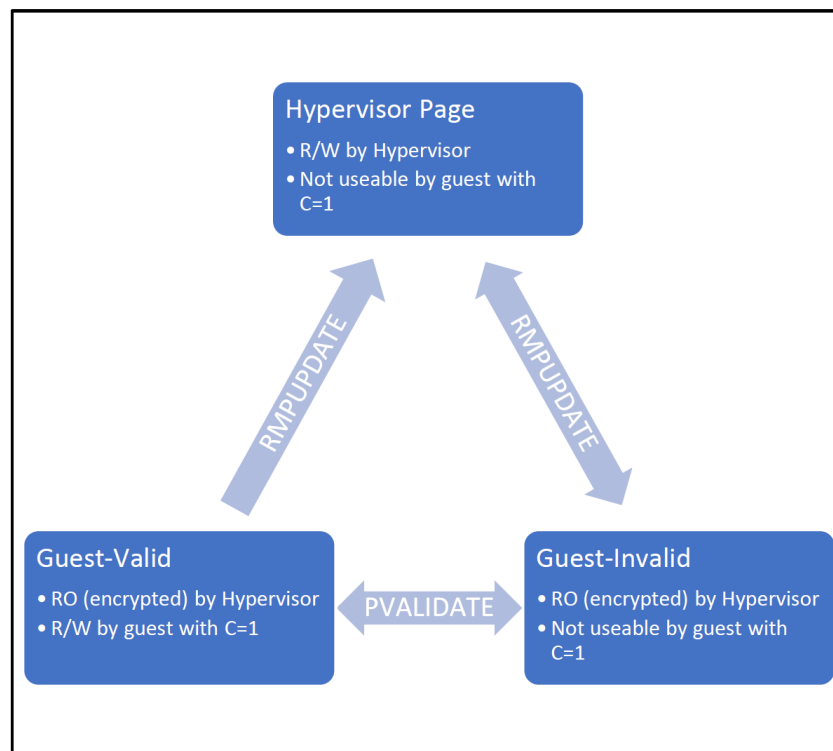 Hypervisor Page
• R/W by Hypervisor
• Not useable by guest with
C=1
RMPUPDATE
RMPUPDATE
Guest-Valid
• RO (encrypted) by Hypervisor
• R/W by guest with C=1
PVALIDATE
Guest-Invalid
• RO (encrypted) by Hypervisor
• Not useable by guest with
C=1